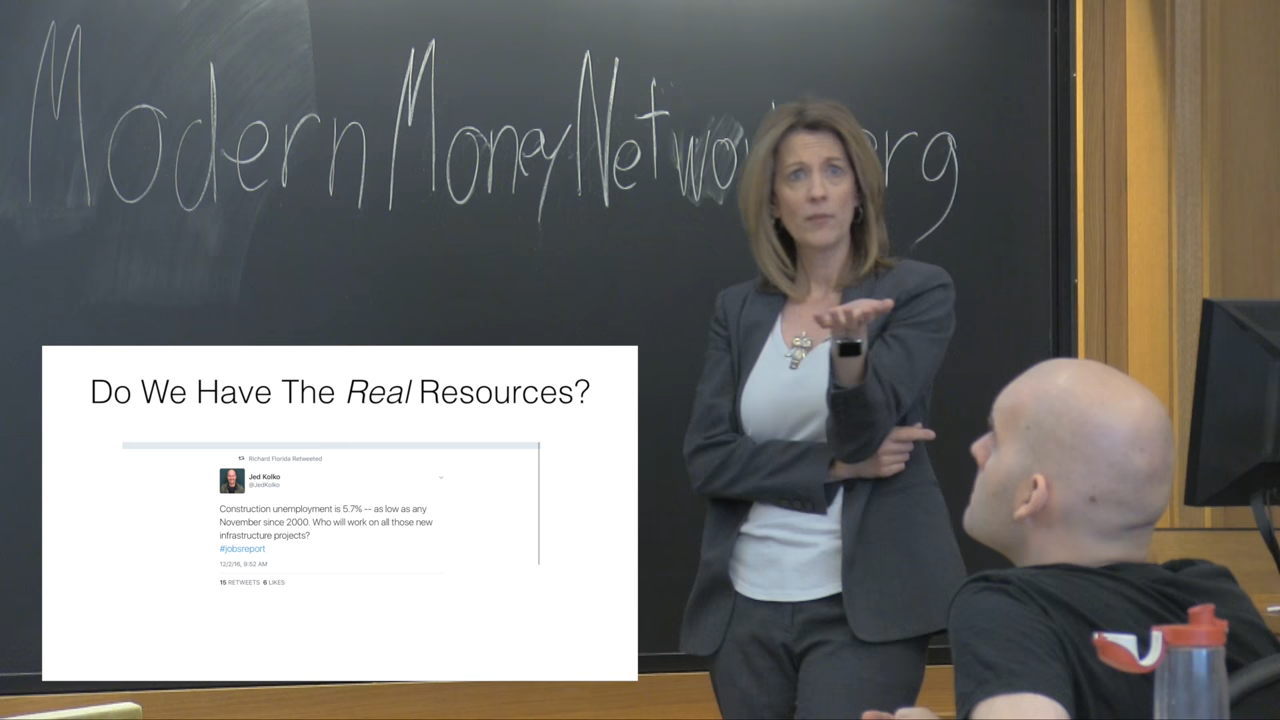 ModernMoneyNetwo erg
Do We Have The Real Resources?
Richard Florida Retweeted
Jed Kolko
@JedKolko
Construction unemployment is 5.7% -- as low as any
November since 2000. Who will work on all those new
infrastructure projects?
#jobsreport
12/2/16, 9:52 AM
15 RETWEETS 6 LIKES